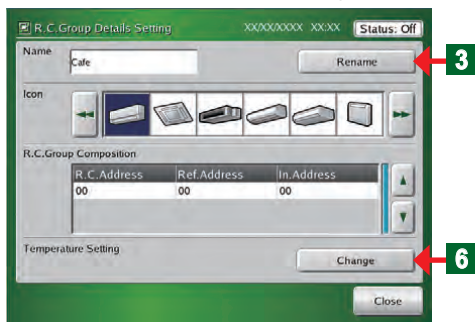 R.C.Group Details Setting XX/XX/XXXX XX:XX Status: Off
Name
Cafe
Rename
3
Icon
R.C.Group Composition
R.C.Address Ref.Address In.Address
00 00 00
Temperature Setting
Change
6
Close